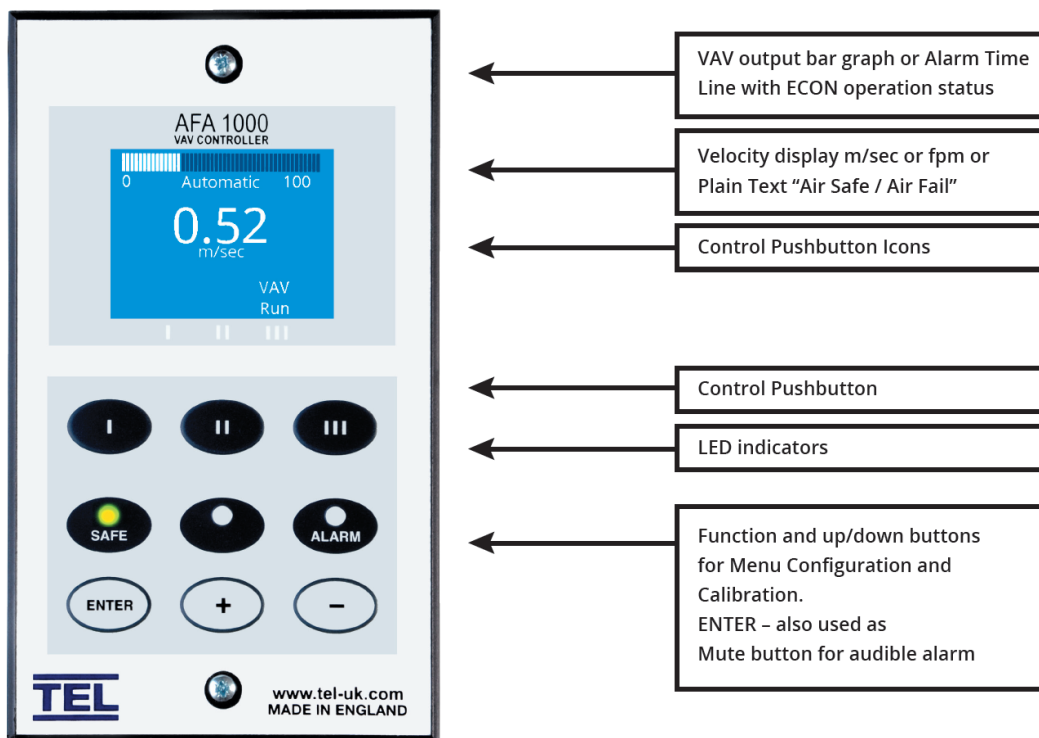 AFA 1000
VAV CONTROLLER
0 Automatic 100
0.52
m/sec
VAV
Run
I II III
I II III
SAFE ALARM
ENTER + -
TEL
www.tel-uk.com
MADE IN ENGLAND
VAV output bar graph or Alarm Time
Line with ECON operation status
Velocity display m/sec or fpm or
Plain Text “Air Safe / Air Fail”
Control Pushbutton Icons
Control Pushbutton
LED indicators
Function and up/down buttons
for Menu Configuration and
Calibration.
ENTER – also used as
Mute button for audible alarm